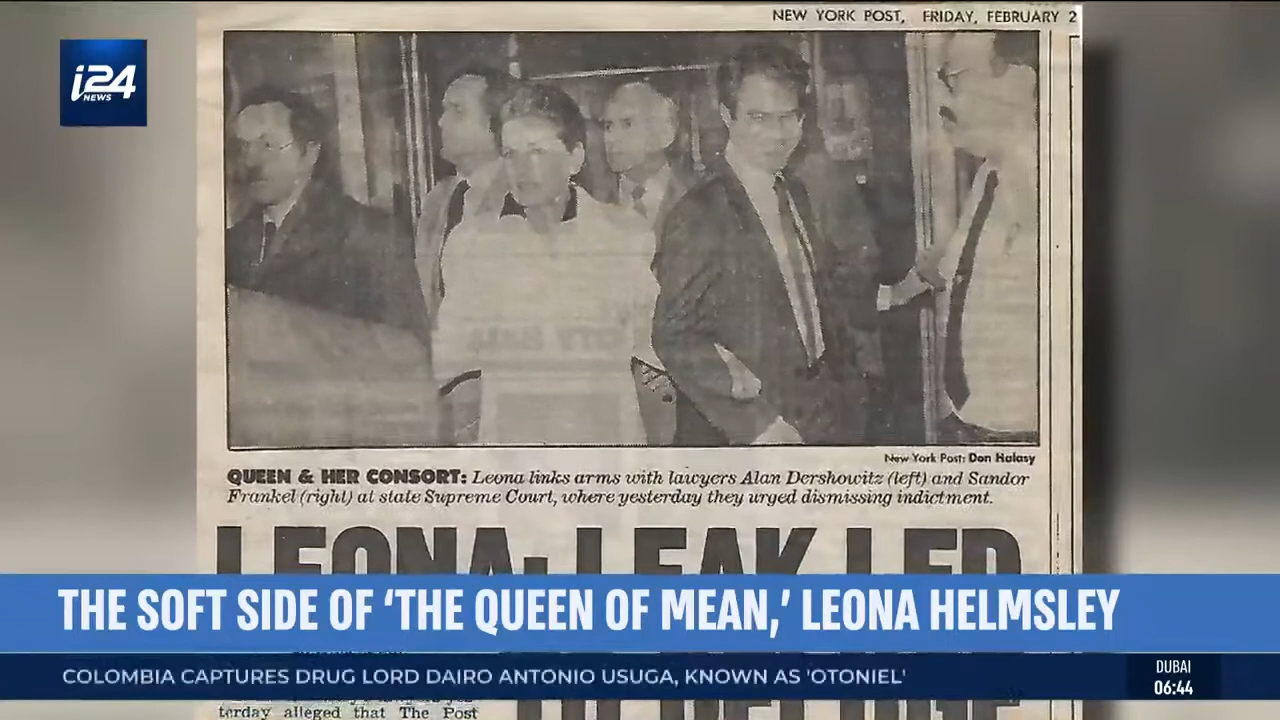 NEW YORK POST, FRIDAY, FEBRUARY 2
i24
NEWS
New York Post: Don Halasy
QUEEN & HER CONSORT: Leona links arms with lawyers Alan Dershowitz (left) and Sandor
Frankel (right) at state Supreme Court, where yesterday they urged dismissing indictment.
LEONA: LEAK LED
THE SOFT SIDE OF ‘THE QUEEN OF MEAN,’ LEONA HELMSLEY
COLOMBIA CAPTURES DRUG LORD DAIRO ANTONIO USUGA, KNOWN AS 'OTONIEL'
DUBAI
06:44
terday alleged that The Post